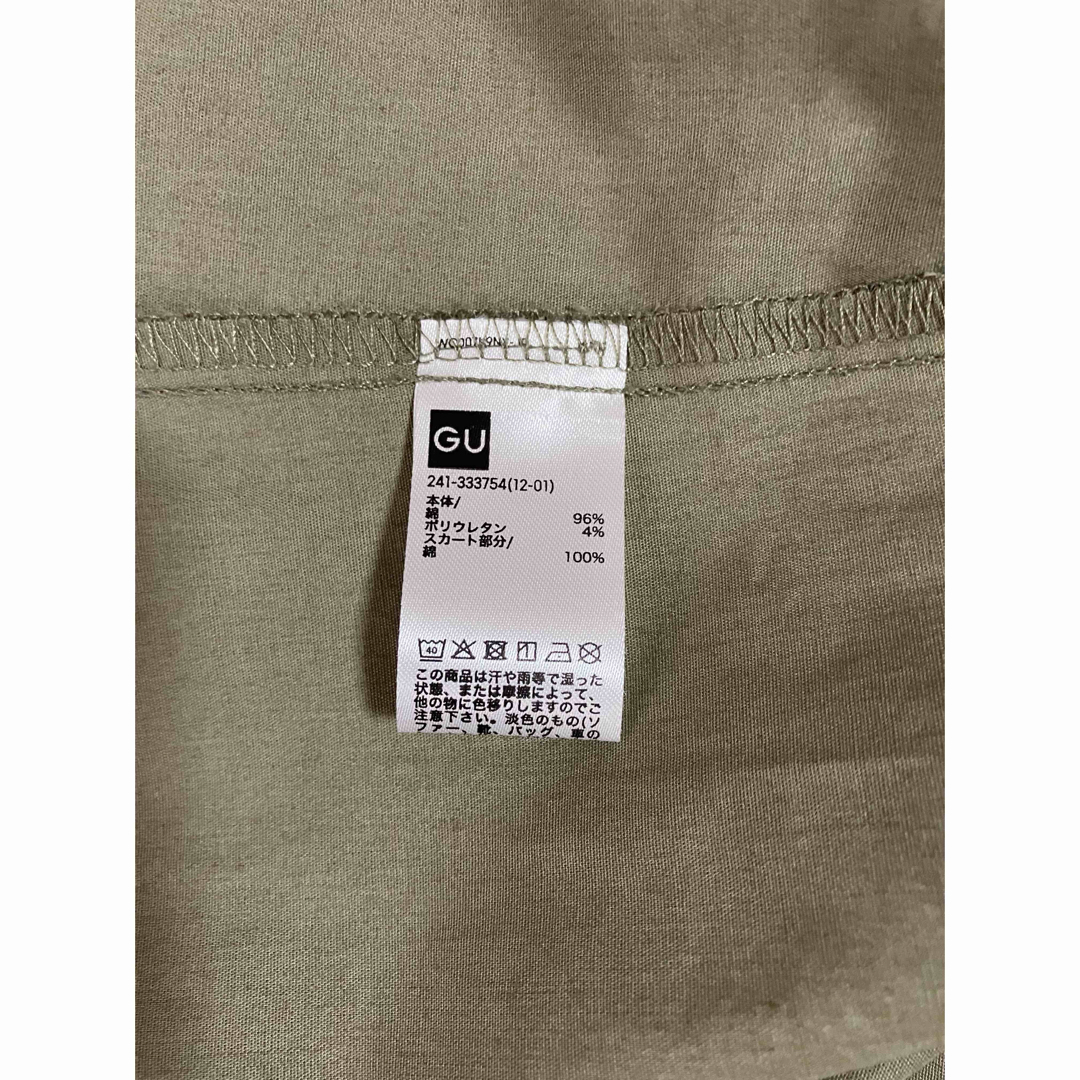 GU
241-333754(12-01)
本体/
綿 96%
ポリウレタン 4%
スカート部分/
綿 100%
40
この商品は汗や雨等で湿った
状態、または摩擦によって、
他の物に色移りしますのでご
注意下さい。淡色のもの(ソ
ファー、靴、バッグ、車の